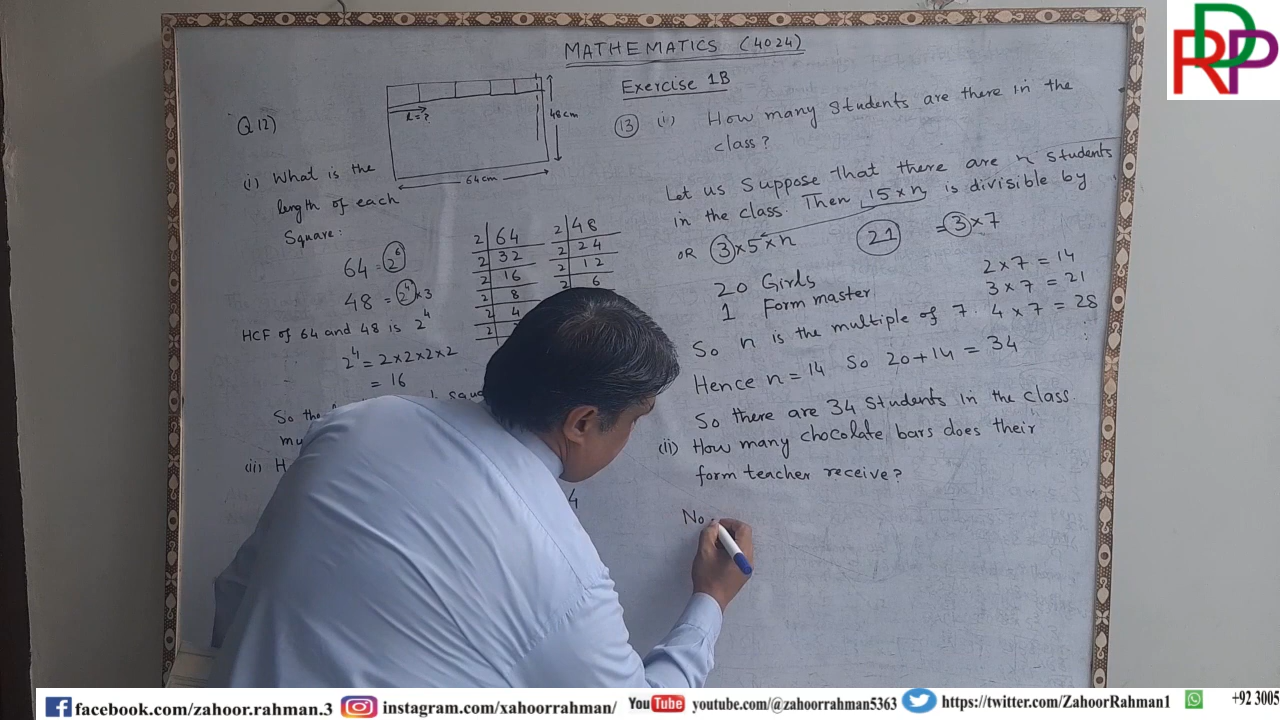 MATHEMATICS (4024)
Q12)
l=?
48cm
64cm
(i) What is the
length of each
Square:
64 = 2^6
48 = 2^4 × 3
HCF of 64 and 48 is 2^4
2^4 = 2×2×2×2
= 16
So the
(ii) H
2 | 64
2 | 32
2 | 16
2 | 8
2 | 4
2 |
2 | 48
2 | 24
2 | 12
2 | 6
4
Exercise 1B
13 (i) How many students are there in the
class?
Let us Suppose that there are n students
in the class. Then 15×n is divisible by
OR 3×5×n 21 = 3×7
20 Girls
1 Form master
2×7 = 14
3×7 = 21
So n is the multiple of 7. 4×7 = 28
Hence n = 14 So 20+14 = 34
So there are 34 Students in the class
(ii) How many chocolate bars does their
form teacher receive?
No.
RDP
facebook.com/zahoor.rahman.3 instagram.com/xahoorrahman/ YouTube youtube.com/@zahoorrahman5363 https://twitter.com/ZahoorRahman1 +92 3005